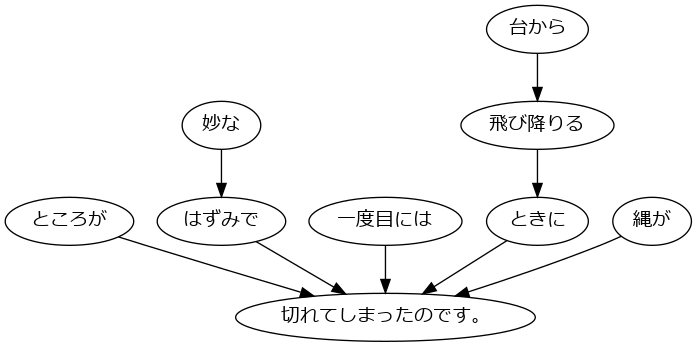 台から
妙な
飛び降りる
ところが
はずみで
一度目には
ときに
縄が
切れてしまったのです。